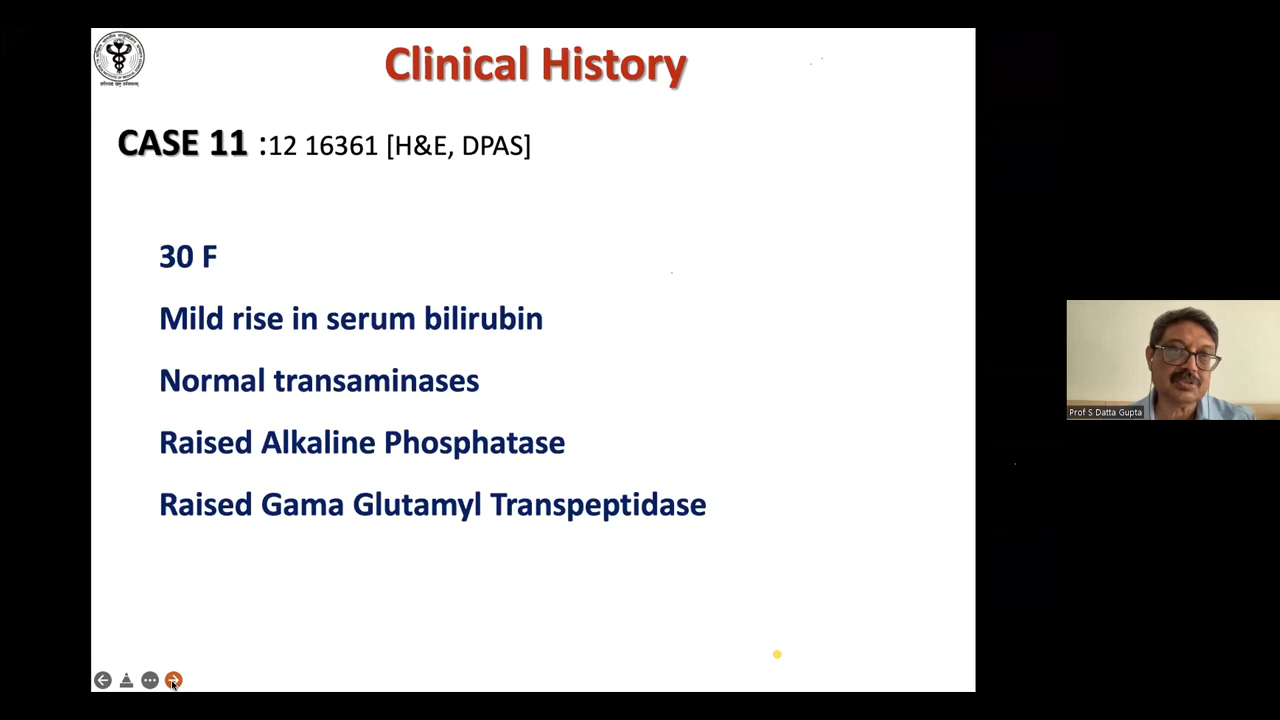 Clinical History
CASE 11 :12 16361 [H&E, DPAS]
30 F
Mild rise in serum bilirubin
Normal transaminases
Raised Alkaline Phosphatase
Raised Gama Glutamyl Transpeptidase
Prof S Datta Gupta